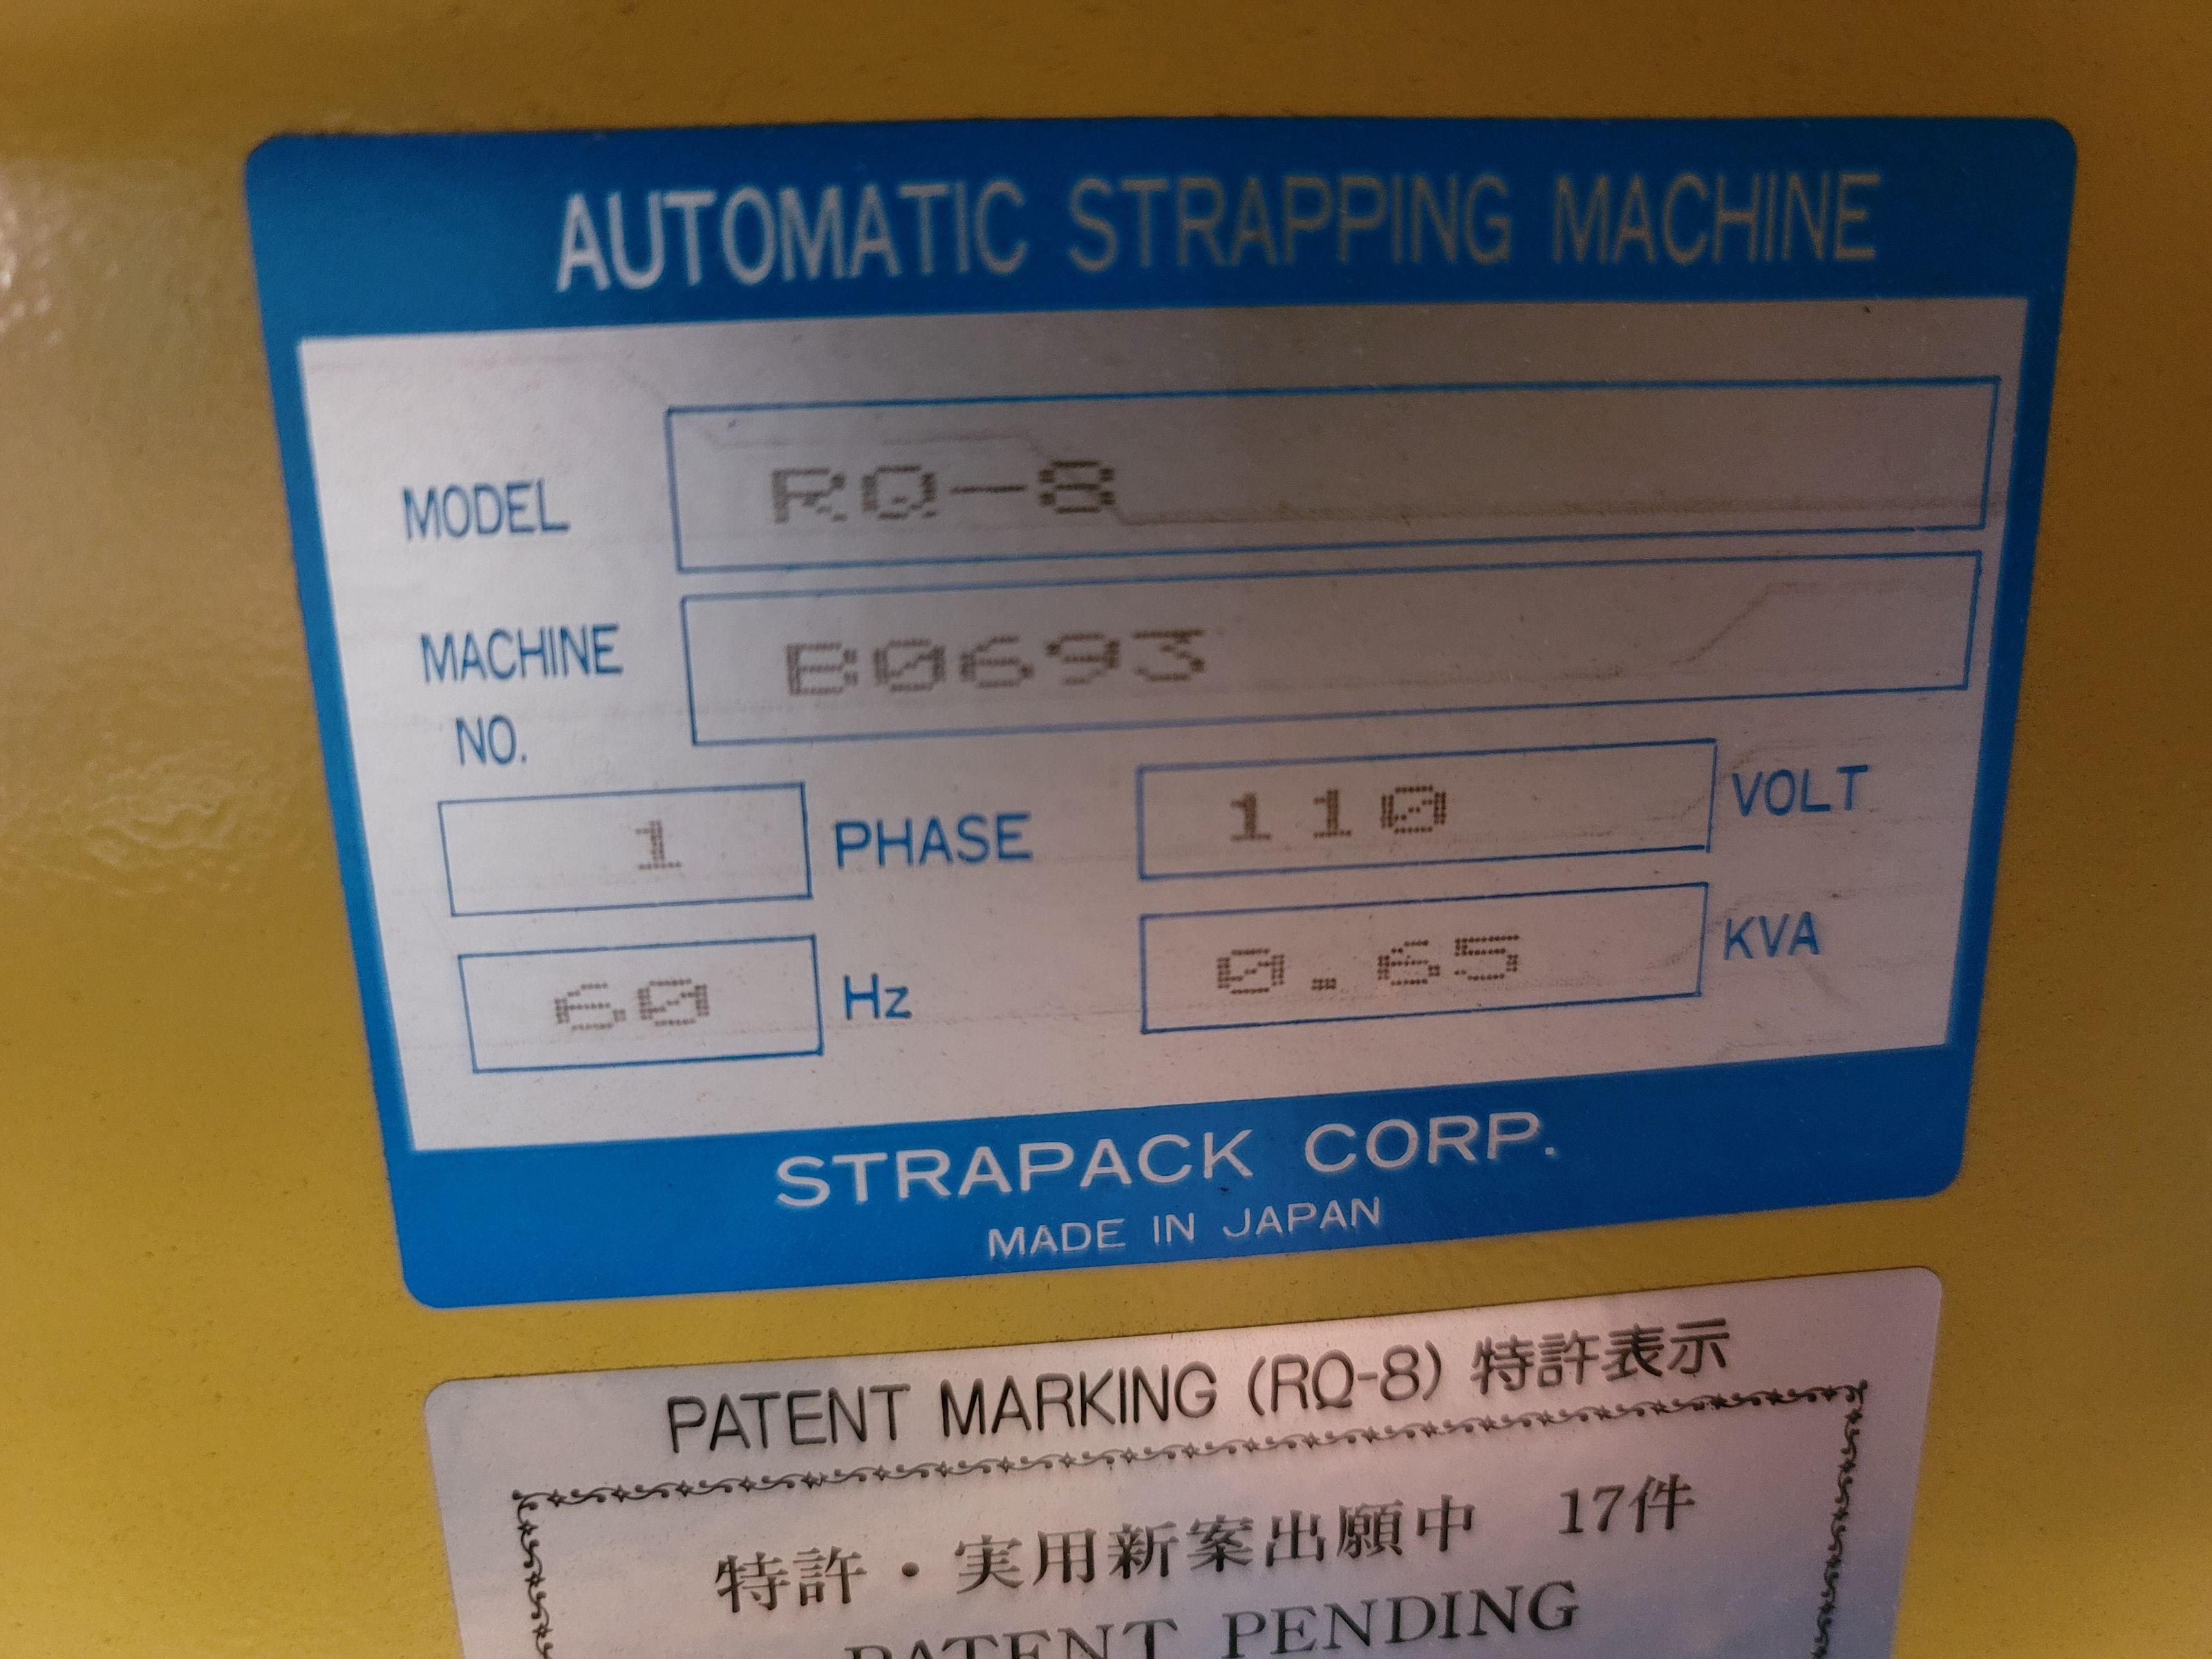 AUTOMATIC STRAPPING MACHINE
MODEL RQ-8
MACHINE NO. B0693
1 PHASE 110 VOLT
60 Hz 0.65 KVA
STRAPACK CORP.
MADE IN JAPAN
PATENT MARKING (RQ-8) 特許表示
特許・実用新案出願中 17件
PATENT PENDING